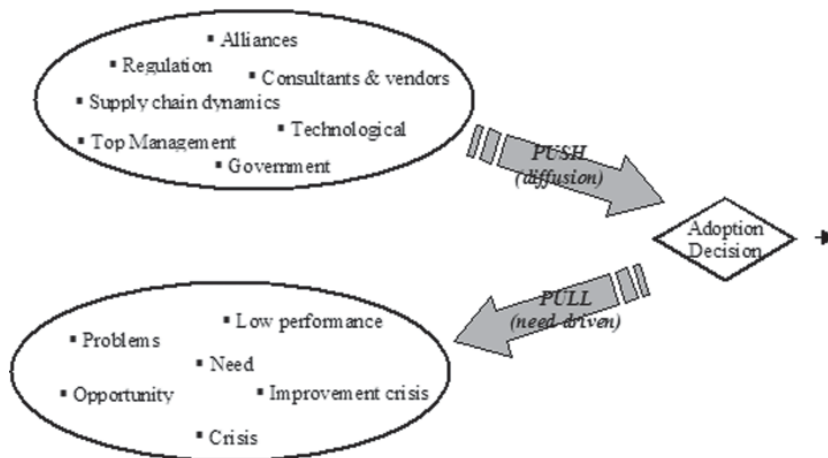 ▪ Alliances
▪ Regulation
▪ Consultants & vendors
▪ Supply chain dynamics
▪ Technological
▪ Top Management
▪ Government
PUSH
(diffusion)
Adoption
Decision
PULL
(need driven)
▪ Low performance
▪ Problems
▪ Need
▪ Opportunity
▪ Improvement crisis
▪ Crisis